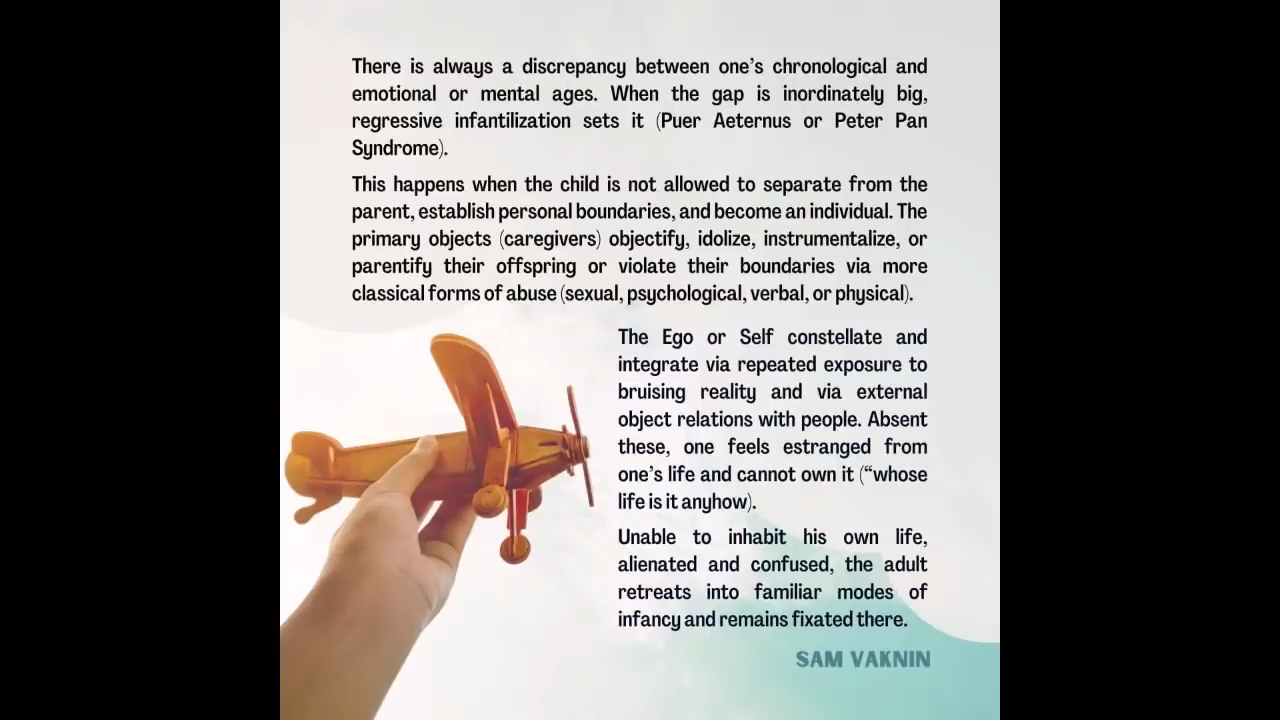 There is always a discrepancy between one's chronological and
emotional or mental ages. When the gap is inordinately big,
regressive infantilization sets it (Puer Aeternus or Peter Pan
Syndrome).
This happens when the child is not allowed to separate from the
parent, establish personal boundaries, and become an individual. The
primary objects (caregivers) objectify, idolize, instrumentalize, or
parentify their offspring or violate their boundaries via more
classical forms of abuse (sexual, psychological, verbal, or physical).
The Ego or Self constellate and
integrate via repeated exposure to
bruising reality and via external
object relations with people. Absent
these, one feels estranged from
one's life and cannot own it (“whose
life is it anyhow).
Unable to inhabit his own life,
alienated and confused, the adult
retreats into familiar modes of
infancy and remains fixated there.
SAM VAKNIN